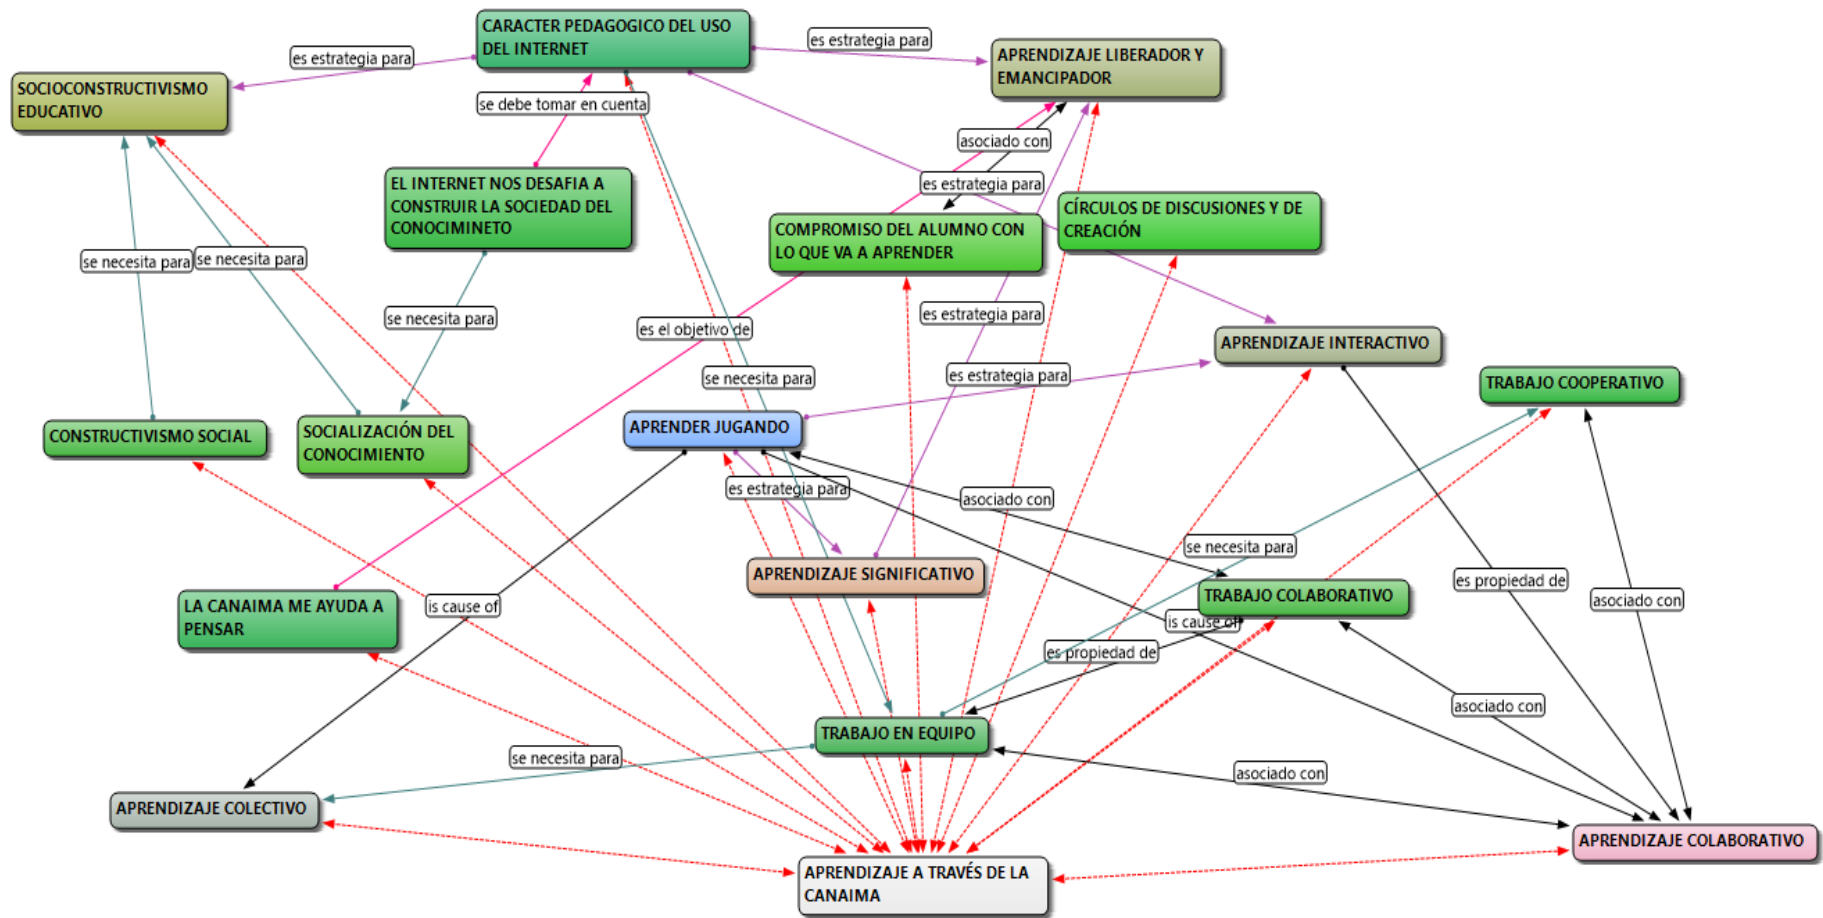 CARACTER PEDAGOGICO DEL USO
DEL INTERNET
es estrategia para
es estrategia para
APRENDIZAJE LIBERADOR Y
EMANCIPADOR
SOCIOCONSTRUCTIVISMO
EDUCATIVO
se debe tomar en cuenta
asociado con
EL INTERNET NOS DESAFIA A
CONSTRUIR LA SOCIEDAD DEL
CONOCIMINETO
es estrategia para
COMPROMISO DEL ALUMNO CON
LO QUE VA A APRENDER
CÍRCULOS DE DISCUSIONES Y DE
CREACIÓN
se necesita para
se necesita para
se necesita para
es el objetivo de
es estrategia para
APRENDIZAJE INTERACTIVO
se necesita para
es estrategia para
TRABAJO COOPERATIVO
CONSTRUCTIVISMO SOCIAL
SOCIALIZACIÓN DEL
CONOCIMIENTO
APRENDER JUGANDO
es estrategia para
asociado con
se necesita para
APRENDIZAJE SIGNIFICATIVO
es propiedad de
LA CANAIMA ME AYUDA A
PENSAR
is cause of
TRABAJO COLABORATIVO
is cause of
asociado con
es propiedad de
asociado con
TRABAJO EN EQUIPO
se necesita para
asociado con
APRENDIZAJE COLECTIVO
APRENDIZAJE COLABORATIVO
APRENDIZAJE A TRAVÉS DE LA
CANAIMA